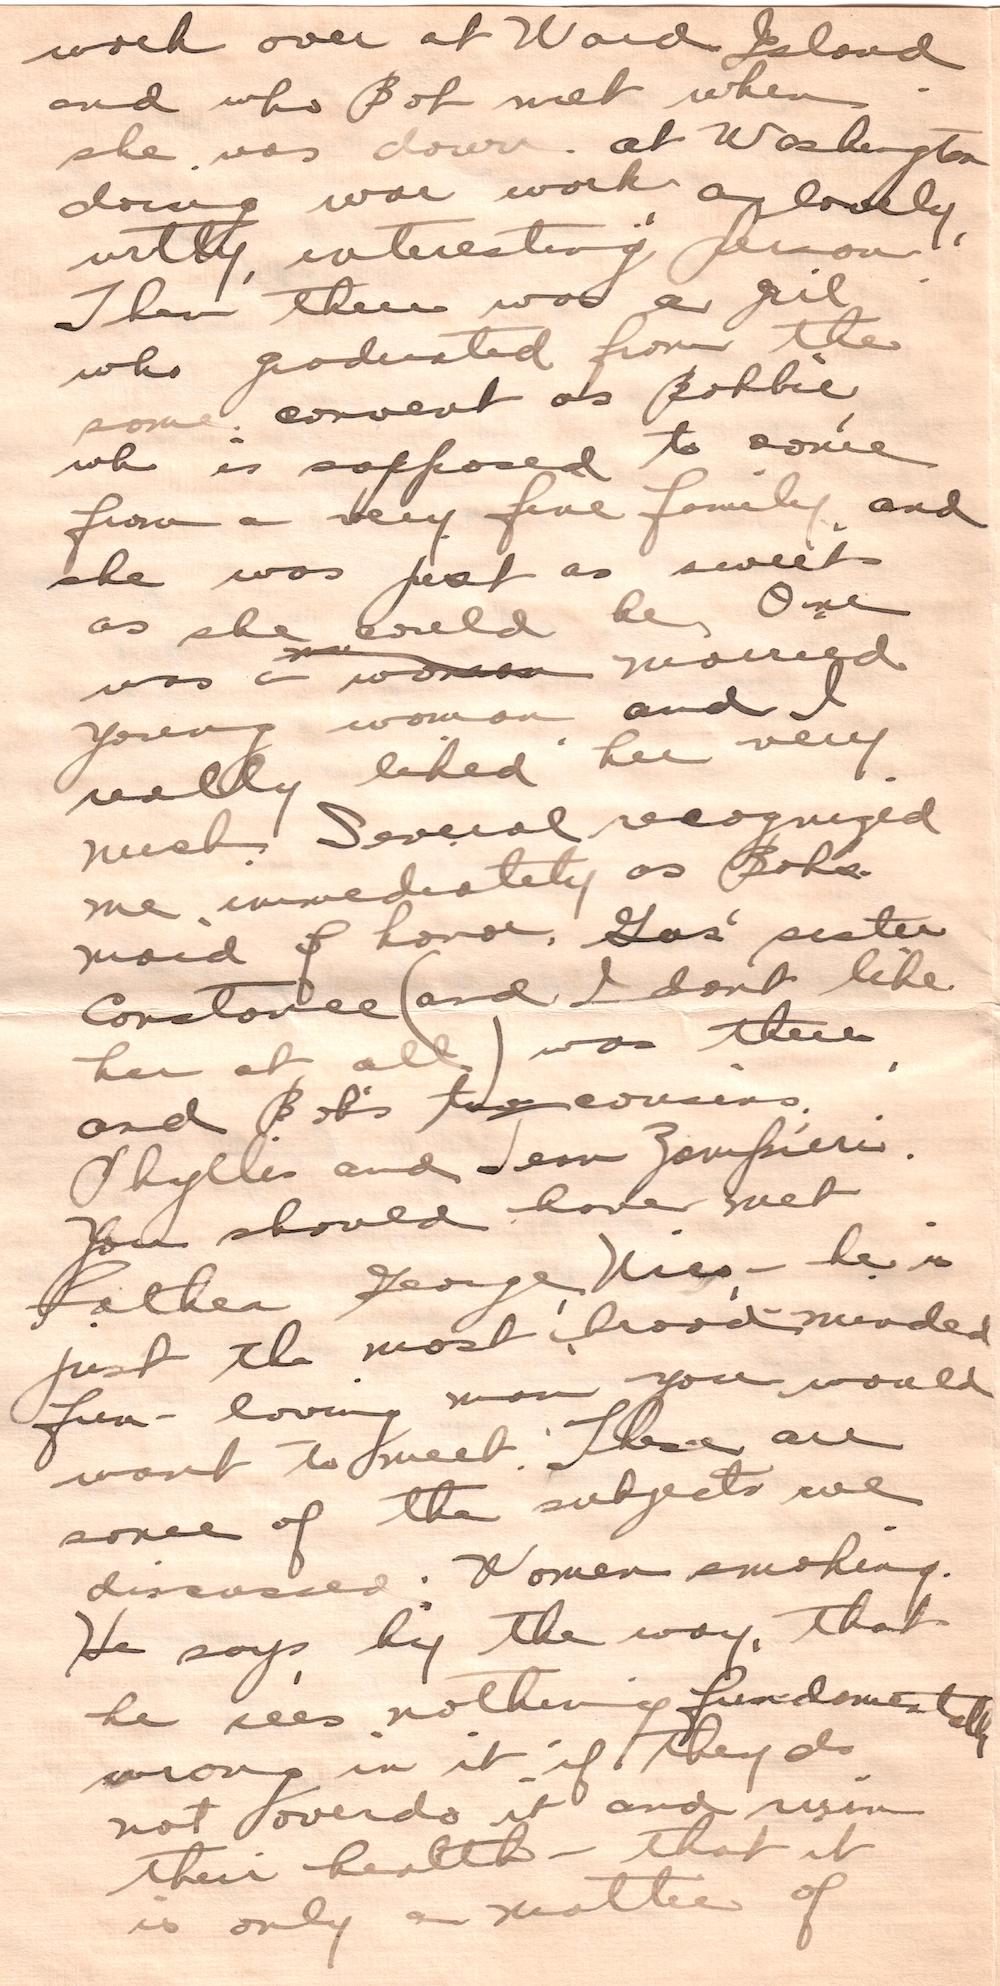 work over at Ward Island
and who Bob met when
she was down at Washington
doing war work, a lovely,
witty, interesting person.
Then there was a girl
who graduated from the
same convent as Bobbie
who is supposed to come
from a very fine family and
she was just as sweet
as she could be. One
was a woman married
young woman and I
really liked her very
much. Several recognized
me immediately as Bob's
maid of honor. Gus' sister
Constance (and I dont like
her at all) was there
and Bob's two cousins,
Phyllis and Jean Zampieri.
You should have met
Father George, Nies - he is
just the most broad-minded
fun-loving man you would
want to meet. These are
some of the subjects we
discussed: Women smoking.
He says by the way, that
he sees nothing fundamentally
wrong in it if they do
not overdo it and ruin
their health - that it
is only a matter of